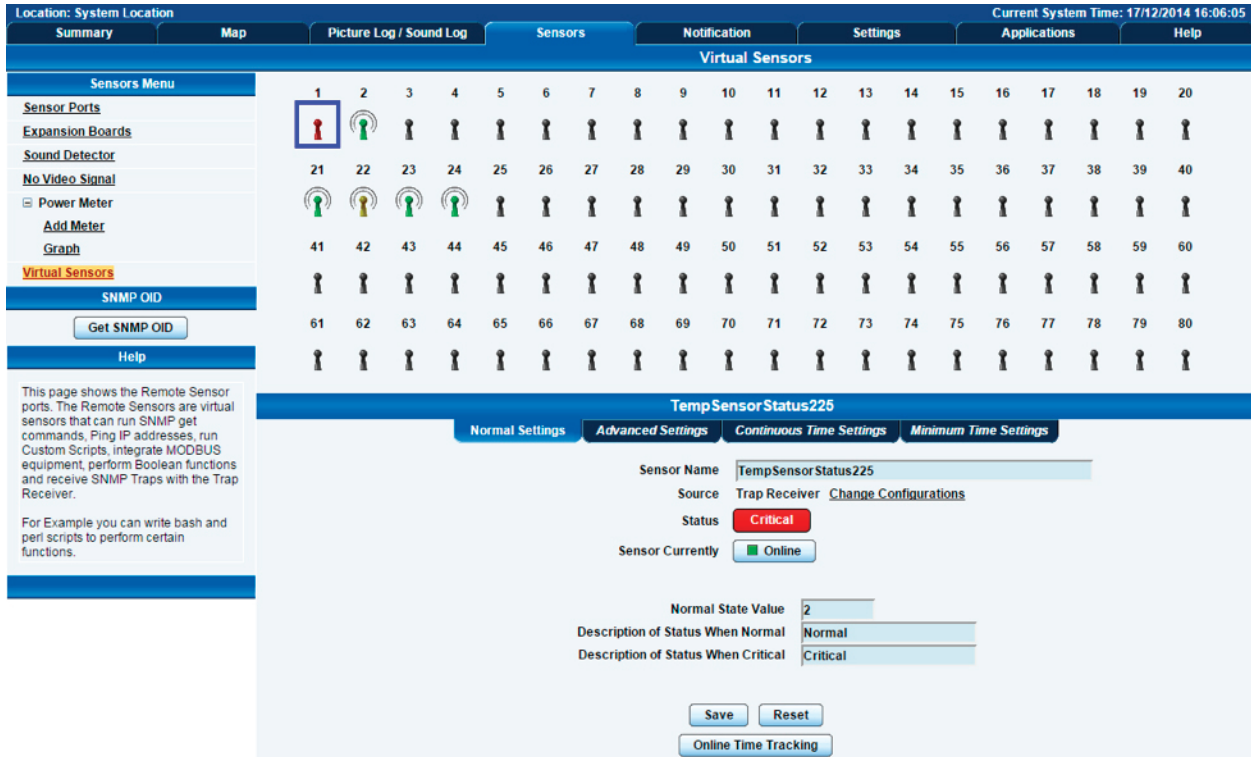 Location: System Location Current System Time: 17/12/2014 16:06:05
Summary Map Picture Log / Sound Log Sensors Notification Settings Applications Help
Virtual Sensors
Sensors Menu
Sensor Ports
Expansion Boards
Sound Detector
No Video Signal
Power Meter
Add Meter
Graph
Virtual Sensors
SNMP OID
Get SNMP OID
Help
This page shows the Remote Sensor
ports. The Remote Sensors are virtual
sensors that can run SNMP get
commands, Ping IP addresses, run
Custom Scripts, integrate MODBUS
equipment, perform Boolean functions
and receive SNMP Traps with the Trap
Receiver.
For Example you can write bash and
perl scripts to perform certain
functions.
1 2 3 4 5 6 7 8 9 10 11 12 13 14 15 16 17 18 19 20
21 22 23 24 25 26 27 28 29 30 31 32 33 34 35 36 37 38 39 40
41 42 43 44 45 46 47 48 49 50 51 52 53 54 55 56 57 58 59 60
61 62 63 64 65 66 67 68 69 70 71 72 73 74 75 76 77 78 79 80
TempSensorStatus225
Normal Settings Advanced Settings Continuous Time Settings Minimum Time Settings
Sensor Name TempSensorStatus225
Source Trap Receiver Change Configurations
Status Critical
Sensor Currently Online
Normal State Value 2
Description of Status When Normal Normal
Description of Status When Critical Critical
Save Reset
Online Time Tracking